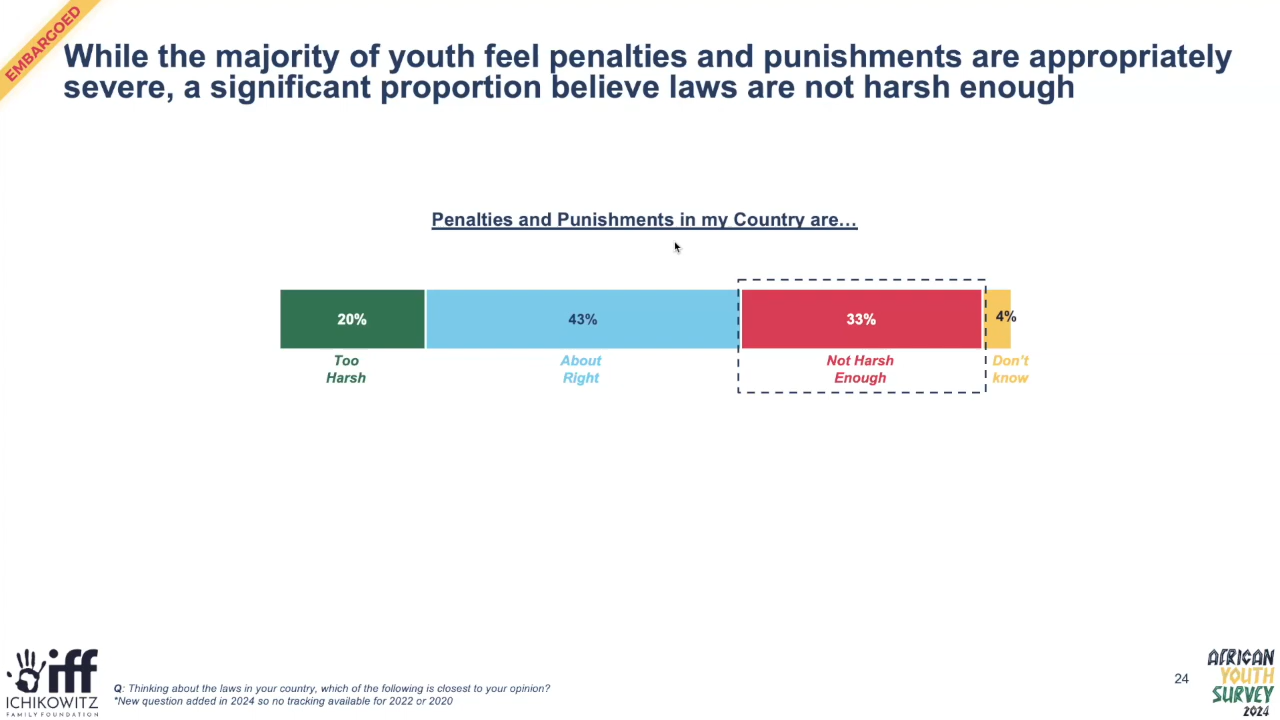 EMBARGOED
While the majority of youth feel penalties and punishments are appropriately
severe, a significant proportion believe laws are not harsh enough
Penalties and Punishments in my Country are…
20%
43%
33%
4%
Too
Harsh
About
Right
Not Harsh
Enough
Don't
know
iff
ICHIKOWITZ
FAMILY FOUNDATION
Q: Thinking about the laws in your country, which of the following is closest to your opinion?
*New question added in 2024 so no tracking available for 2022 or 2020
24
AFRICAN
YOUTH
SURVEY
2024